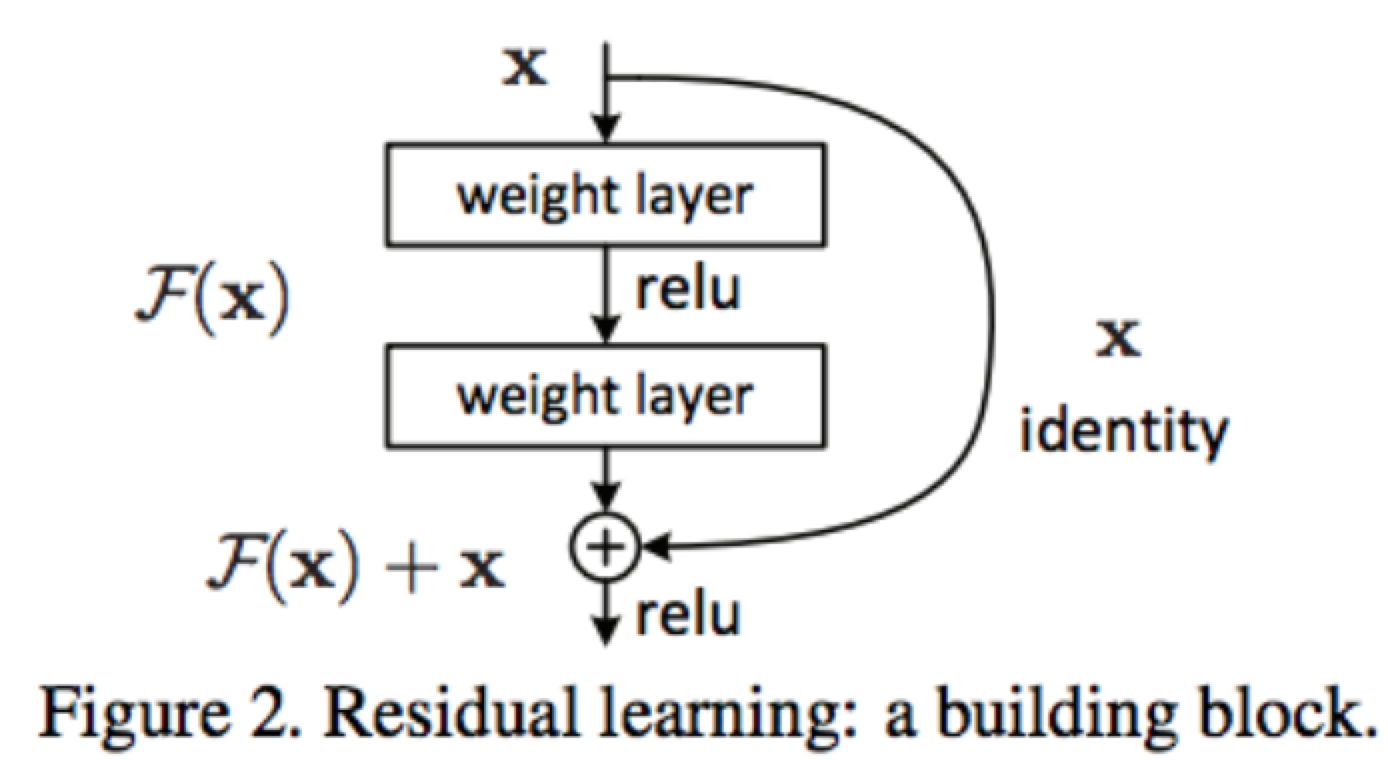 x
weight layer
F(x)
relu
x
weight layer
identity
F(x) + x
+
relu
Figure 2. Residual learning: a building block.